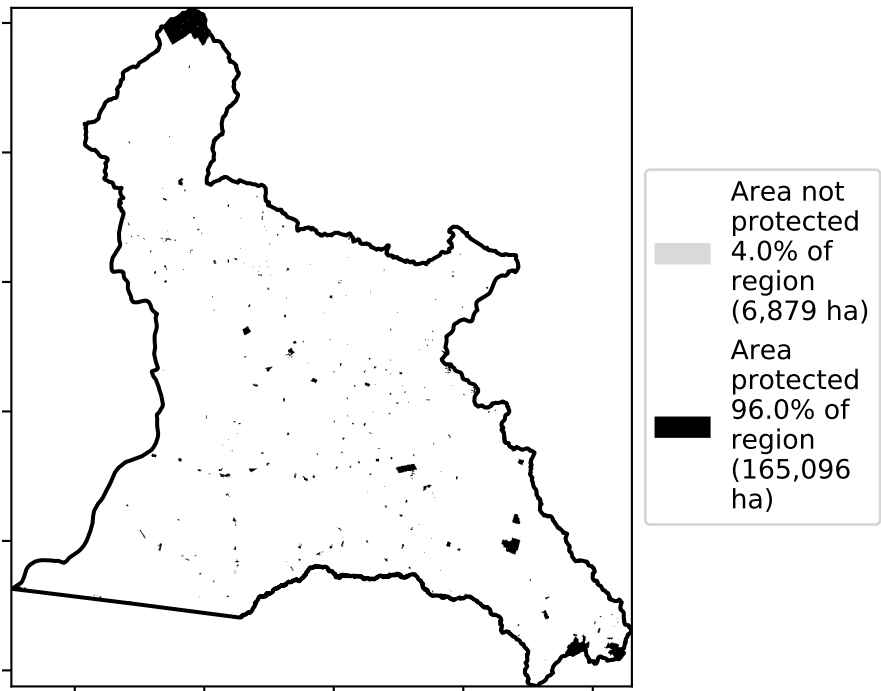 Area not
protected
4.0% of
region
(6,879 ha)
Area
protected
96.0% of
region
(165,096
ha)